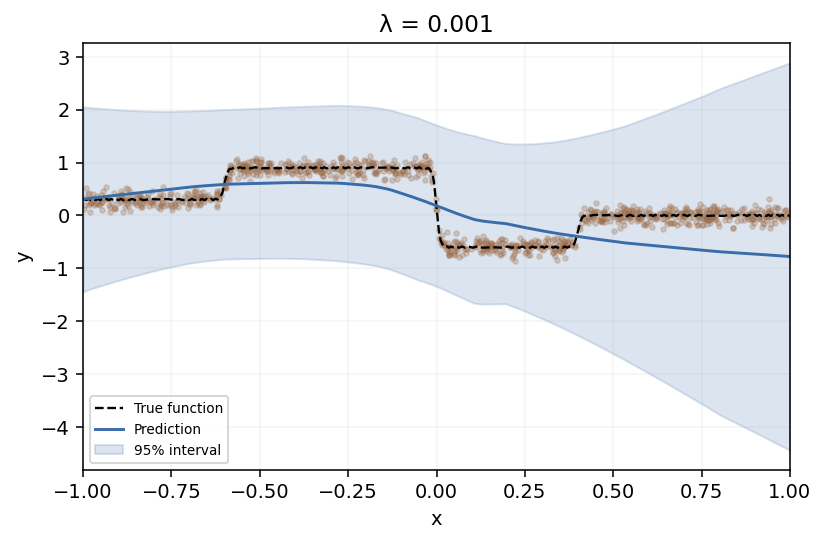 λ = 0.001
3
2
1
0
−1
−2
−3
−4
y
True function
Prediction
95% interval
−1.00 −0.75 −0.50 −0.25 0.00 0.25 0.50 0.75 1.00
x